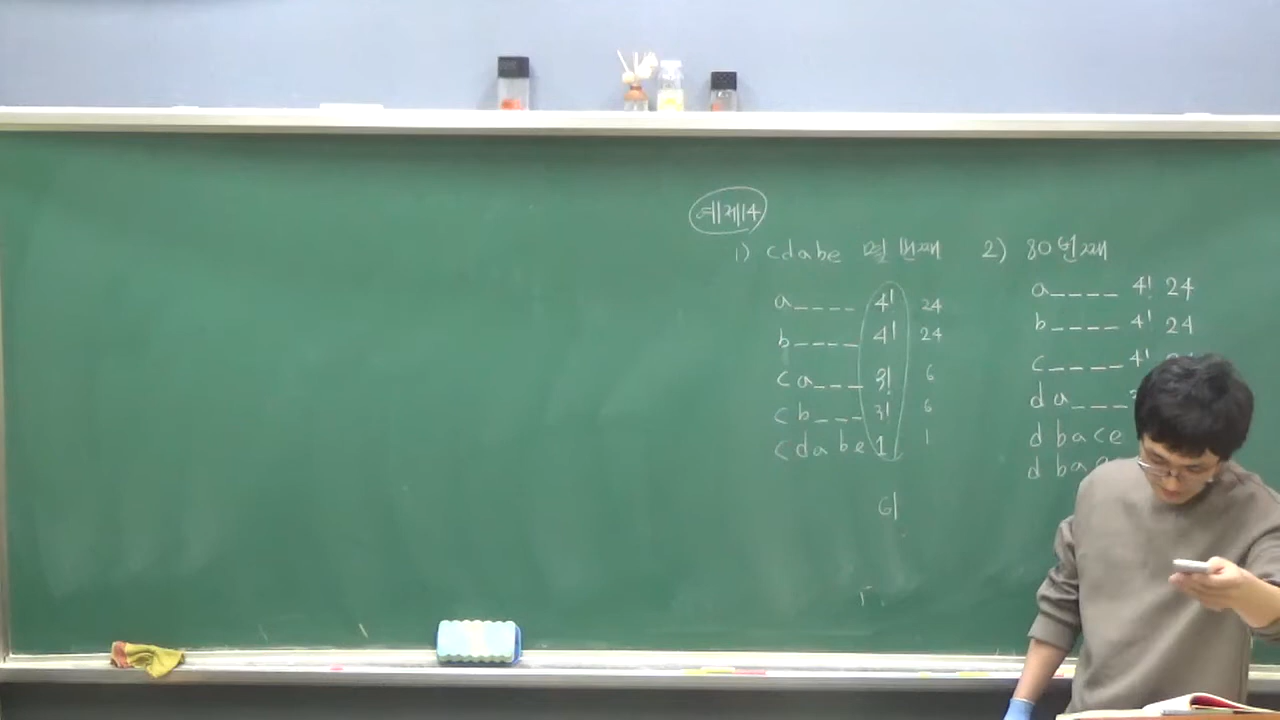 예제14
1) cdabe 몇 번째
a____ 4! 24
b____ 4! 24
ca___ 3! 6
cb___ 3! 6
cdabe 1 1
61
2) 80번째
a____ 4! 24
b____ 4! 24
c____ 4!
da___
dbace
dba